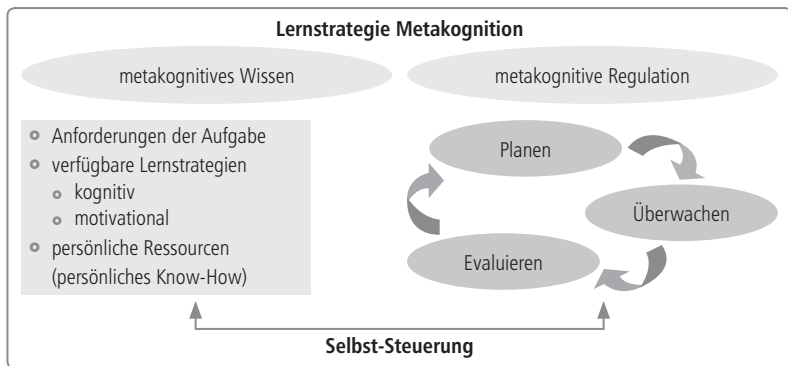 Lernstrategie Metakognition
metakognitives Wissen
metakognitive Regulation
Anforderungen der Aufgabe
verfügbare Lernstrategien
kognitiv
motivational
persönliche Ressourcen
(persönliches Know-How)
Planen
Überwachen
Evaluieren
Selbst-Steuerung